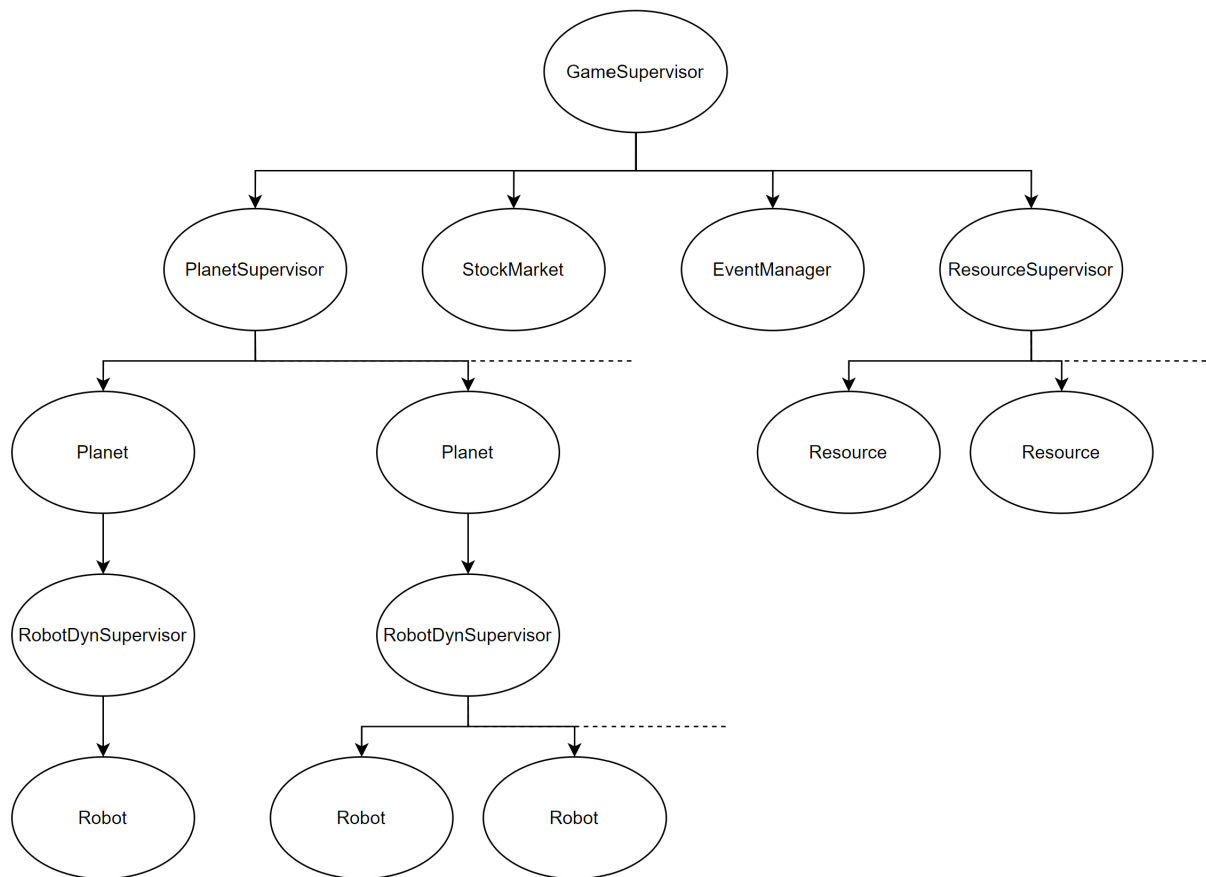 GameSupervisor
PlanetSupervisor
StockMarket
EventManager
ResourceSupervisor
Planet
Planet
Resource
Resource
RobotDynSupervisor
RobotDynSupervisor
Robot
Robot
Robot